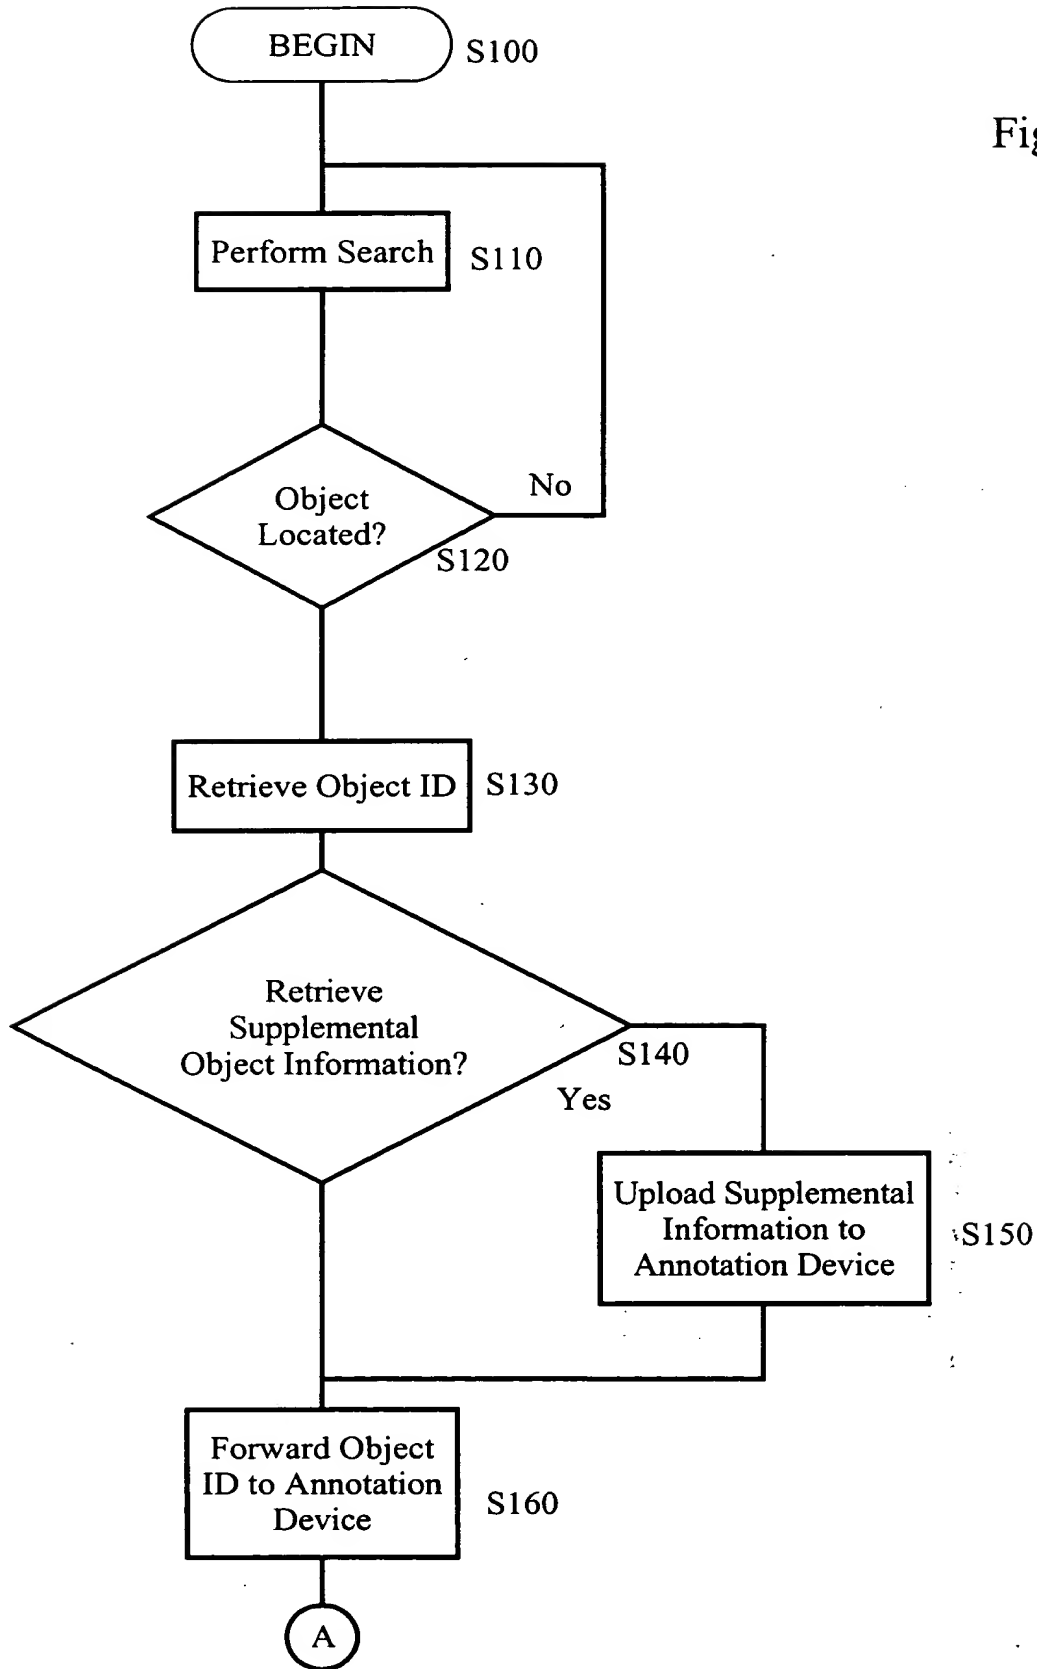 BEGIN
S100
Perform Search
S110
Object
Located?
No
S120
Retrieve Object ID
S130
Retrieve
Supplemental
Object Information?
S140
Yes
Upload Supplemental
Information to
Annotation Device
S150
Forward Object
ID to Annotation
Device
S160
A